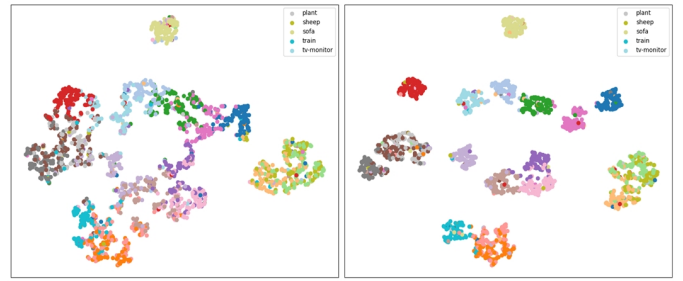 plant
sheep
sofa
train
tv-monitor
plant
sheep
sofa
train
tv-monitor